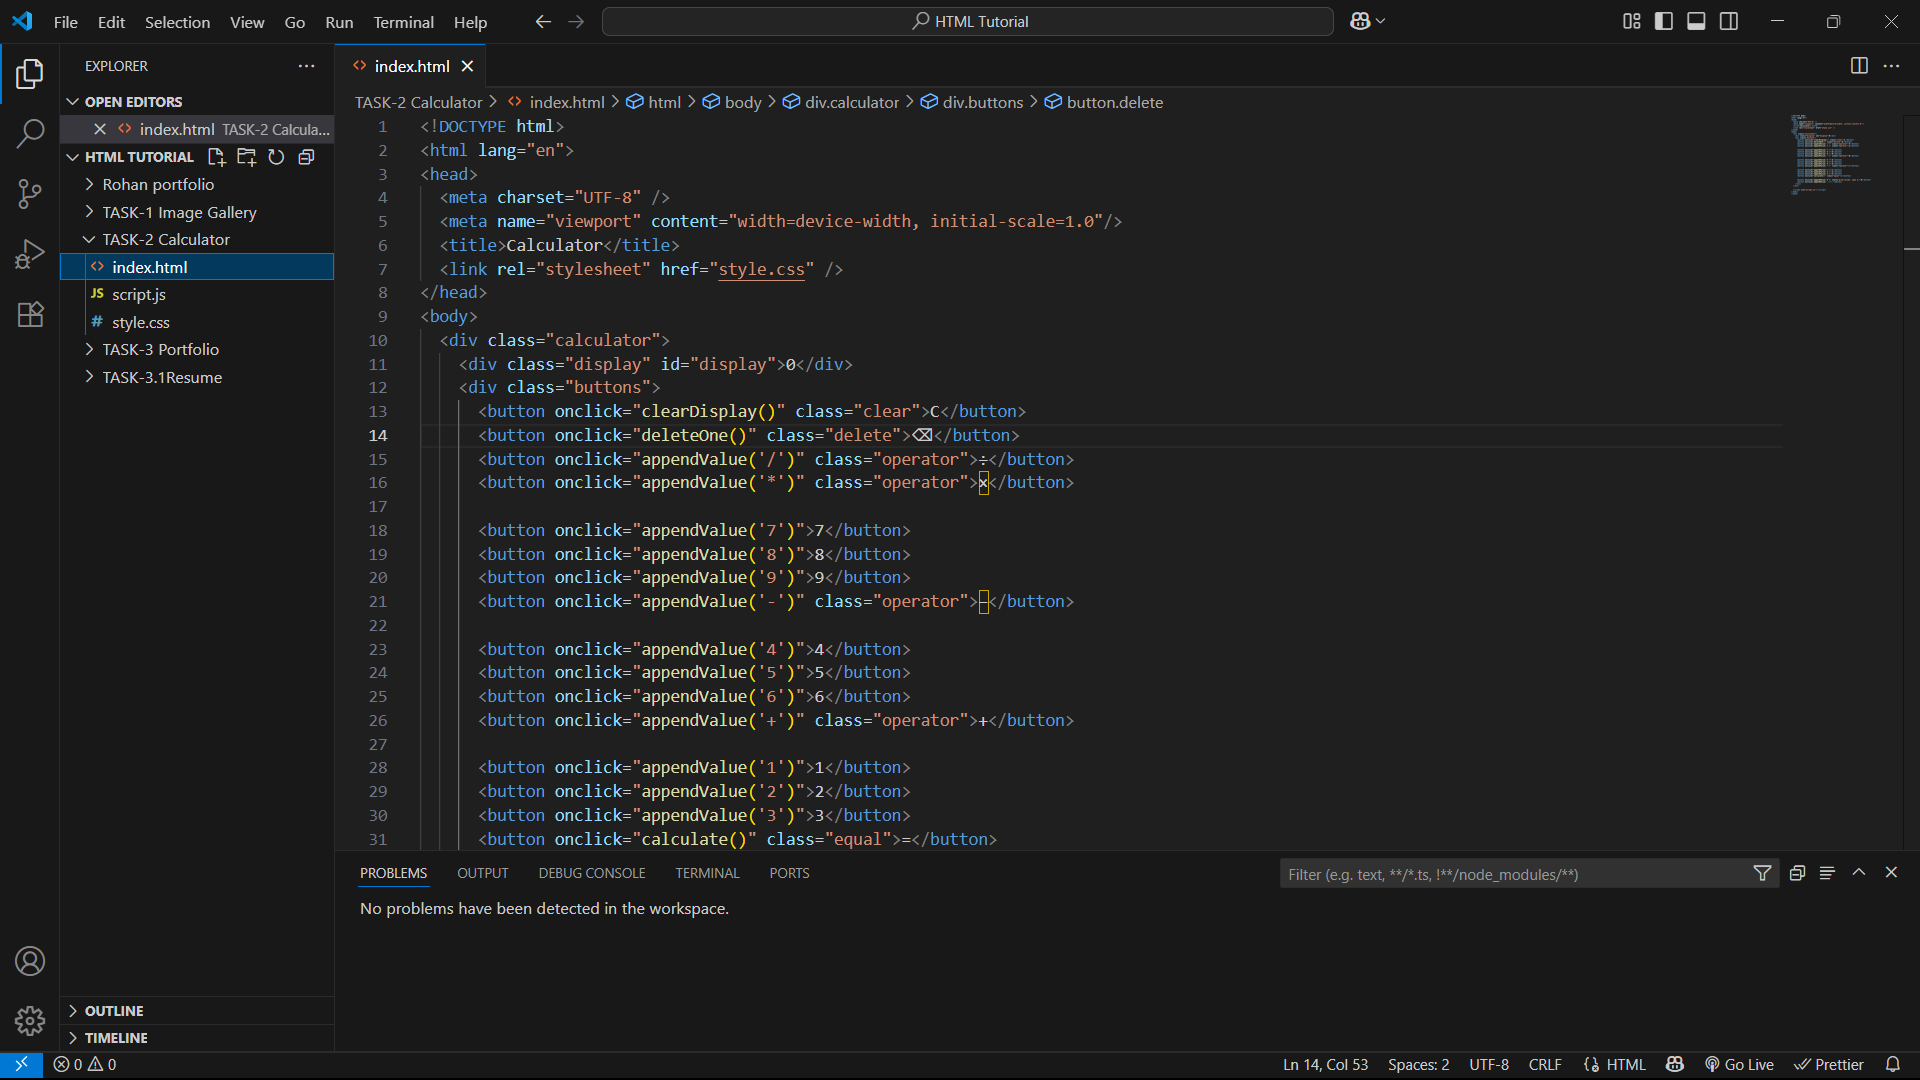 File Edit Selection View Go Run Terminal Help
HTML Tutorial
EXPLORER
OPEN EDITORS
index.html TASK-2 Calcula...
HTML TUTORIAL
Rohan portfolio
TASK-1 Image Gallery
TASK-2 Calculator
index.html
JS script.js
# style.css
TASK-3 Portfolio
TASK-3.1Resume
OUTLINE
TIMELINE
index.html
TASK-2 Calculator > index.html > html > body > div.calculator > div.buttons > button.delete
1 <!DOCTYPE html>
2 <html lang="en">
3 <head>
4 <meta charset="UTF-8" />
5 <meta name="viewport" content="width=device-width, initial-scale=1.0"/>
6 <title>Calculator</title>
7 <link rel="stylesheet" href="style.css" />
8 </head>
9 <body>
10 <div class="calculator">
11 <div class="display" id="display">0</div>
12 <div class="buttons">
13 <button onclick="clearDisplay()" class="clear">C</button>
14 <button onclick="deleteOne()" class="delete">⌫</button>
15 <button onclick="appendValue('/')" class="operator">÷</button>
16 <button onclick="appendValue('*')" class="operator">×</button>
17
18 <button onclick="appendValue('7')">7</button>
19 <button onclick="appendValue('8')">8</button>
20 <button onclick="appendValue('9')">9</button>
21 <button onclick="appendValue('-')" class="operator">−</button>
22
23 <button onclick="appendValue('4')">4</button>
24 <button onclick="appendValue('5')">5</button>
25 <button onclick="appendValue('6')">6</button>
26 <button onclick="appendValue('+')" class="operator">+</button>
27
28 <button onclick="appendValue('1')">1</button>
29 <button onclick="appendValue('2')">2</button>
30 <button onclick="appendValue('3')">3</button>
31 <button onclick="calculate()" class="equal">=</button>
PROBLEMS OUTPUT DEBUG CONSOLE TERMINAL PORTS
Filter (e.g. text, **/*.ts, !**/node_modules/**)
No problems have been detected in the workspace.
0 0
Ln 14, Col 53 Spaces: 2 UTF-8 CRLF {} HTML Go Live Prettier